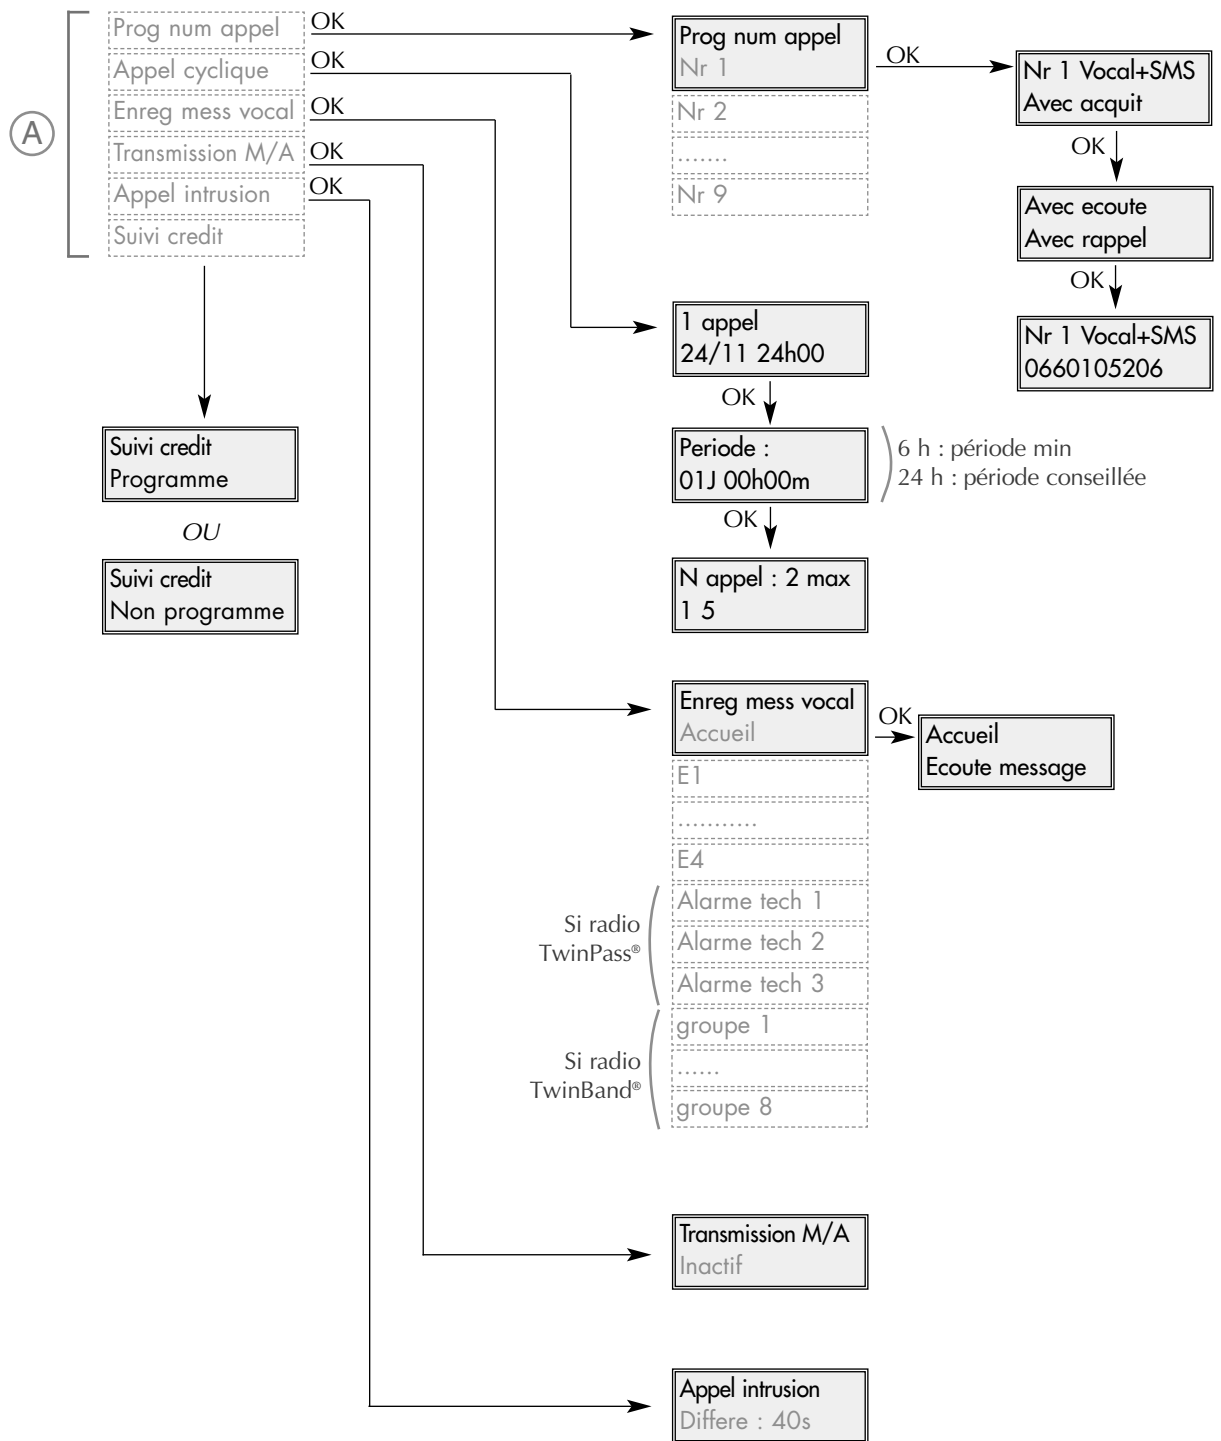 A
Prog num appel
OK
Appel cyclique
OK
Enreg mess vocal
OK
Transmission M/A
OK
Appel intrusion
OK
Suivi credit
Suivi credit
Programme
OU
Suivi credit
Non programme
Prog num appel
Nr 1
Nr 2
.......
Nr 9
OK
Nr 1 Vocal+SMS
Avec acquit
OK
Avec ecoute
Avec rappel
OK
Nr 1 Vocal+SMS
0660105206
1 appel
24/11 24h00
OK
Periode :
01J 00h00m
6 h : période min
24 h : période conseillée
OK
N appel : 2 max
1 5
Enreg mess vocal
Accueil
OK
Accueil
Ecoute message
E1
...........
E4
Si radio
TwinPass®
Alarme tech 1
Alarme tech 2
Alarme tech 3
Si radio
TwinBand®
groupe 1
......
groupe 8
Transmission M/A
Inactif
Appel intrusion
Differe : 40s